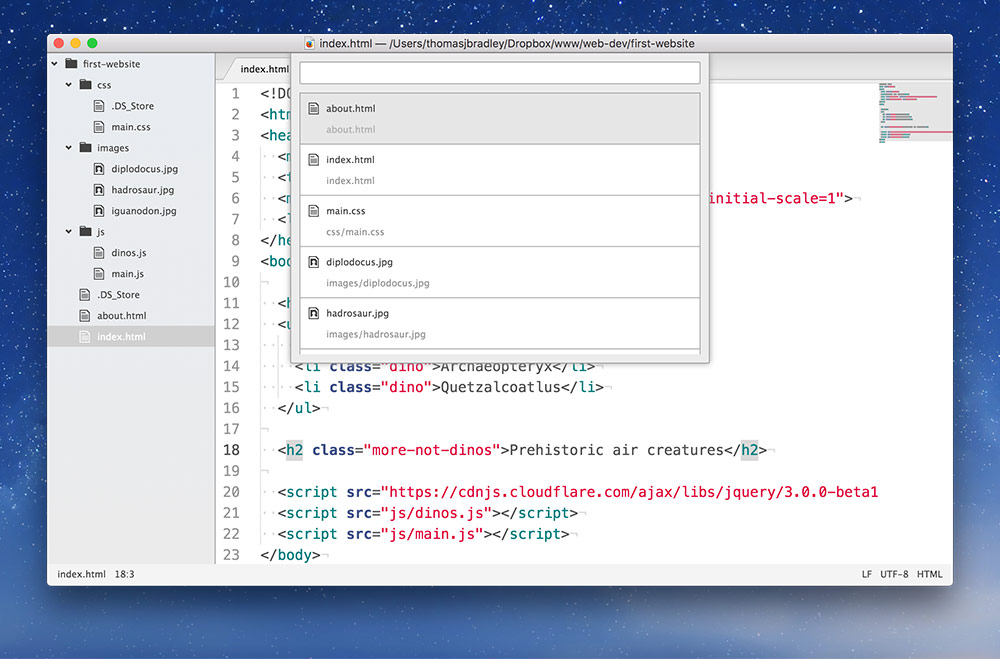 index.html — /Users/thomasjbradley/Dropbox/www/web-dev/first-website
first-website
css
.DS_Store
main.css
images
diplodocus.jpg
hadrosaur.jpg
iguanodon.jpg
js
dinos.js
main.js
.DS_Store
about.html
index.html
index.html
about.html
about.html
index.html
index.html
main.css
css/main.css
diplodocus.jpg
images/diplodocus.jpg
hadrosaur.jpg
images/hadrosaur.jpg
1 <!DO
2 <htm
3 <hea
4 <m
5 <t
6 <m initial-scale=1">
7 <l
8 </he
9 <bod
10
11 <h
12 <u
13
14 <li class="dino">Archaeopteryx</li>
15 <li class="dino">Quetzalcoatlus</li>
16 </ul>
17
18 <h2 class="more-not-dinos">Prehistoric air creatures</h2>
19
20 <script src="https://cdnjs.cloudflare.com/ajax/libs/jquery/3.0.0-beta1
21 <script src="js/dinos.js"></script>
22 <script src="js/main.js"></script>
23 </body>
index.html 18:3 LF UTF-8 HTML